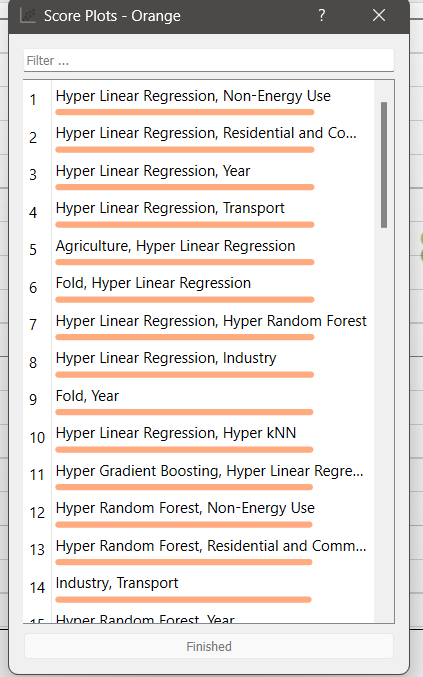 Score Plots - Orange ?
Filter ...
1 Hyper Linear Regression, Non-Energy Use
2 Hyper Linear Regression, Residential and Co...
3 Hyper Linear Regression, Year
4 Hyper Linear Regression, Transport
5 Agriculture, Hyper Linear Regression
6 Fold, Hyper Linear Regression
7 Hyper Linear Regression, Hyper Random Forest
8 Hyper Linear Regression, Industry
9 Fold, Year
10 Hyper Linear Regression, Hyper kNN
11 Hyper Gradient Boosting, Hyper Linear Regre...
12 Hyper Random Forest, Non-Energy Use
13 Hyper Random Forest, Residential and Comm...
14 Industry, Transport
15 Hyper Random Forest, Year
Finished